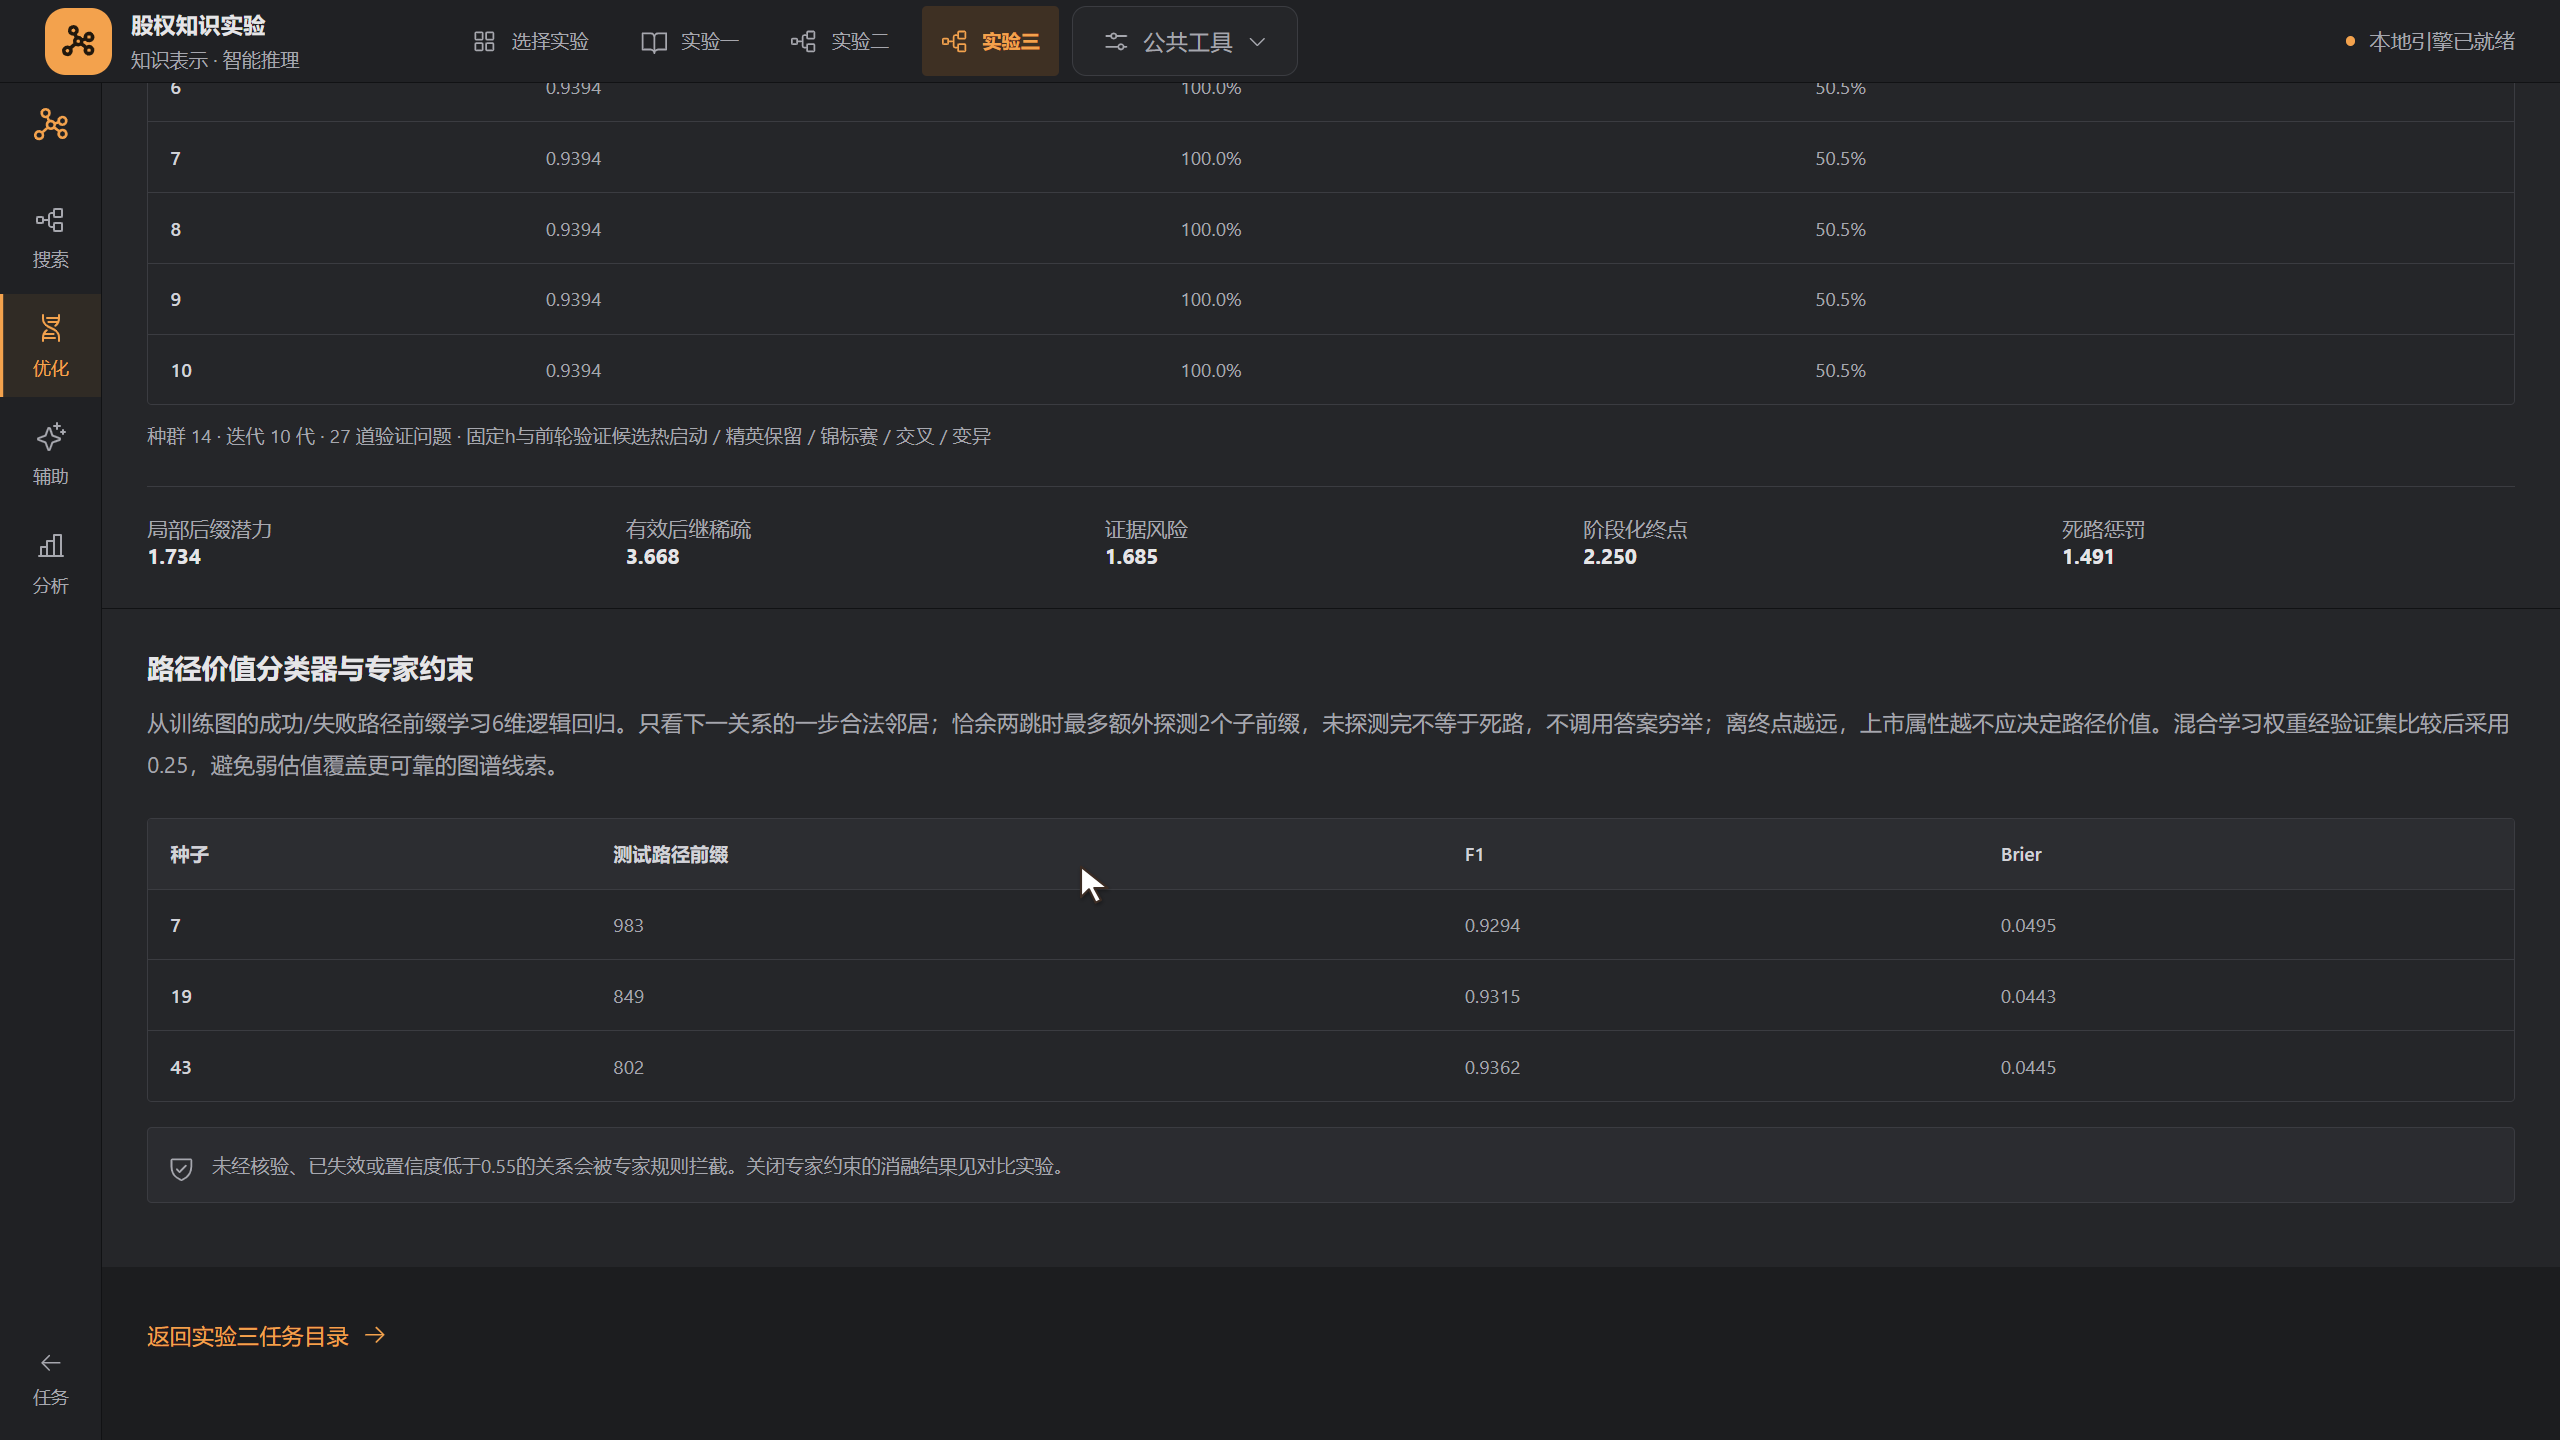 股权知识实验
知识表示 · 智能推理
选择实验
实验一
实验二
实验三
公共工具
本地引擎已就绪
搜索
优化
辅助
分析
任务
6 0.9394 100.0% 50.5%
7 0.9394 100.0% 50.5%
8 0.9394 100.0% 50.5%
9 0.9394 100.0% 50.5%
10 0.9394 100.0% 50.5%
种群 14 · 迭代 10 代 · 27 道验证问题 · 固定h与前轮验证候选热启动 / 精英保留 / 锦标赛 / 交叉 / 变异
局部后缀潜力 有效后继稀疏 证据风险 阶段化终点 死路惩罚
1.734 3.668 1.685 2.250 1.491
路径价值分类器与专家约束
从训练图的成功/失败路径前缀学习6维逻辑回归。只看下一关系的一步合法邻居；恰余两跳时最多额外探测2个子前缀，未探测完不等于死路，不调用答案穷举；离终点越远，上市属性越不应决定路径价值。混合学习权重经验证集比较后采用
0.25，避免弱估值覆盖更可靠的图谱线索。
种子 测试路径前缀 F1 Brier
7 983 0.9294 0.0495
19 849 0.9315 0.0443
43 802 0.9362 0.0445
未经核验、已失效或置信度低于0.55的关系会被专家规则拦截。关闭专家约束的消融结果见对比实验。
返回实验三任务目录 →